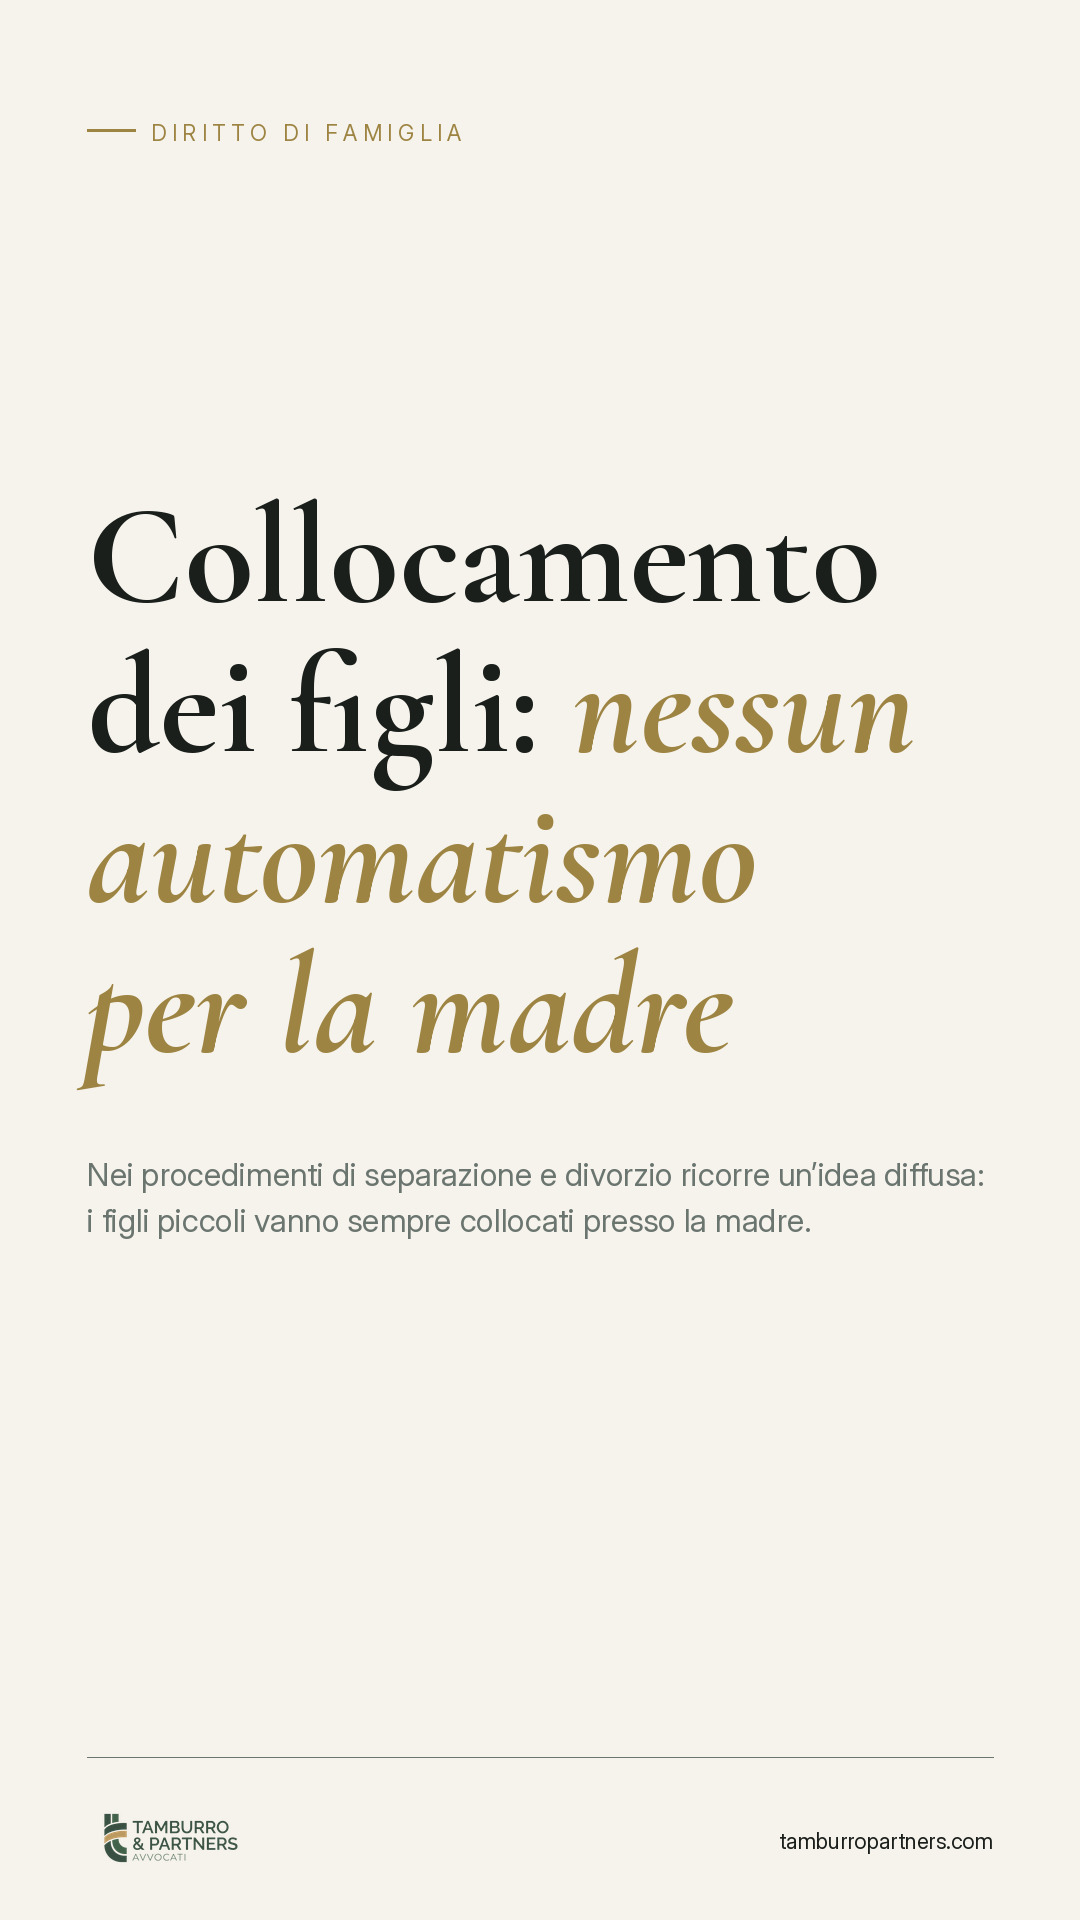 DIRITTO DI FAMIGLIA
Collocamento
dei figli: nessun
automatismo
per la madre
Nei procedimenti di separazione e divorzio ricorre un’idea diffusa:
i figli piccoli vanno sempre collocati presso la madre.
TAMBURRO
& PARTNERS
AVVOCATI
tamburropartners.com